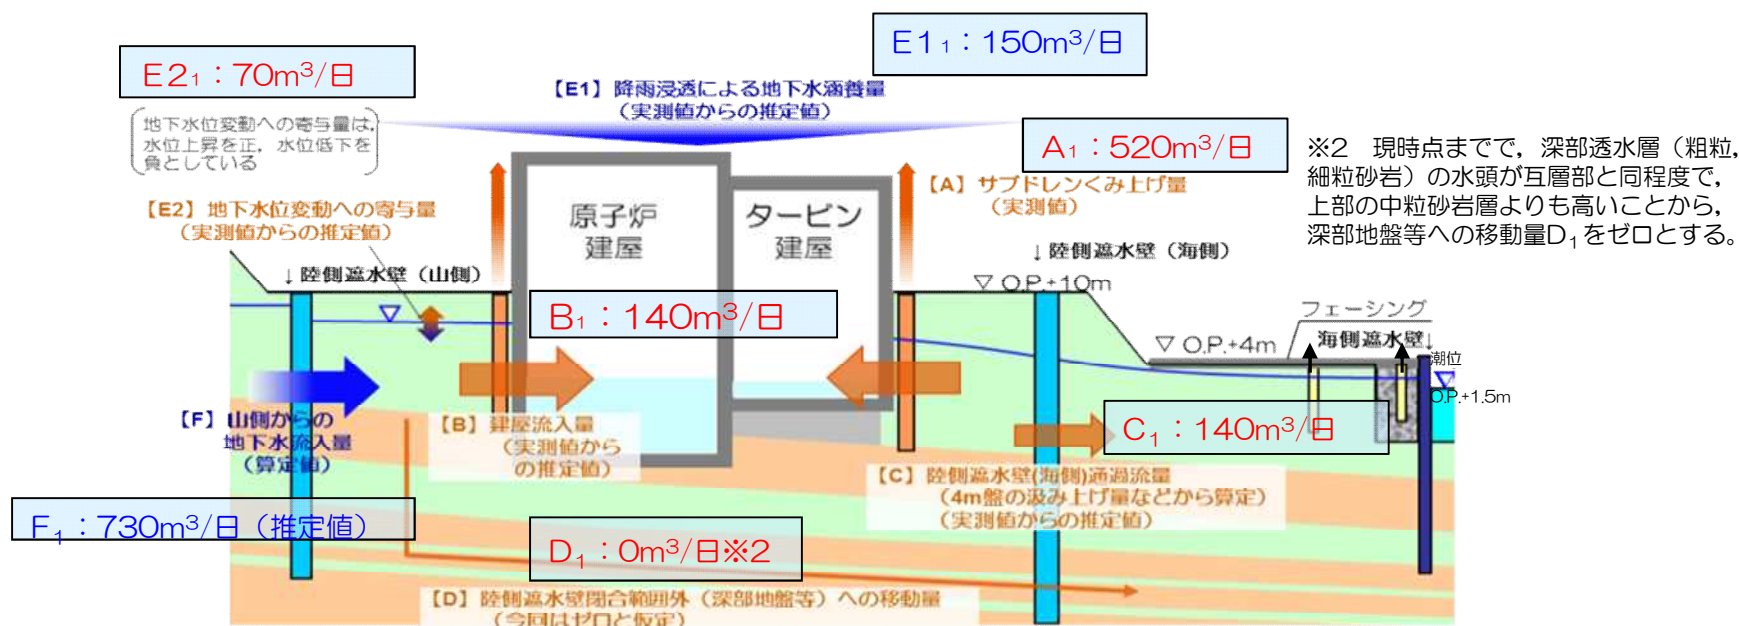 E1₁：150m³/日
E2₁：70m³/日
【E1】降雨浸透による地下水涵養量
（実測値からの推定値）
地下水位変動への寄与量は，
水位上昇を正，水位低下を
負としている
A₁：520m³/日
※2　現時点までで，深部透水層（粗粒，
細粒砂岩）の水頭が互層部と同程度で，
上部の中粒砂岩層よりも高いことから，
深部地盤等への移動量D₁をゼロとする。
【A】サブドレンくみ上げ量
（実測値）
【E2】地下水位変動への寄与量
（実測値からの推定値）
原子炉
建屋
タービン
建屋
↓陸側遮水壁（山側）
↓陸側遮水壁（海側）
▽ O.P.+10m
B₁：140m³/日
フェーシング
▽ O.P.+4m
海側遮水壁↓
潮位
O.P.+1.5m
【F】山側からの
地下水流入量
（算定値）
【B】建屋流入量
（実測値から
の推定値）
C₁：140m³/日
【C】陸側遮水壁(海側)通過流量
（4m盤の汲み上げ量などから算定）
（実測値からの推定値）
F₁：730m³/日（推定値）
D₁：0m³/日※2
【D】陸側遮水壁閉合範囲外（深部地盤等）への移動量
（今回はゼロと仮定）